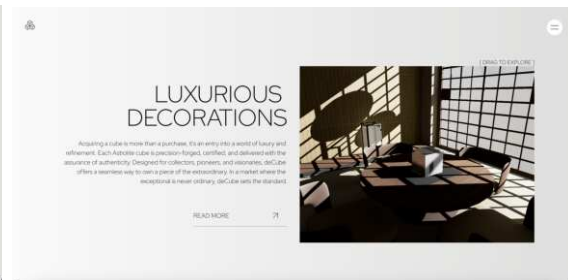 [ DRAG TO EXPLORE ]
LUXURIOUS
DECORATIONS
Acquiring a cube is more than a purchase, it's an entry into a world of luxury and
refinement. Each Astrolite cube is precision-forged, certified, and delivered with the
assurance of authenticity. Designed for collectors, pioneers, and visionaries, deCube
offers a seamless way to own a piece of the extraordinary. In a market where the
exceptional is never ordinary, deCube sets the standard.
READ MORE